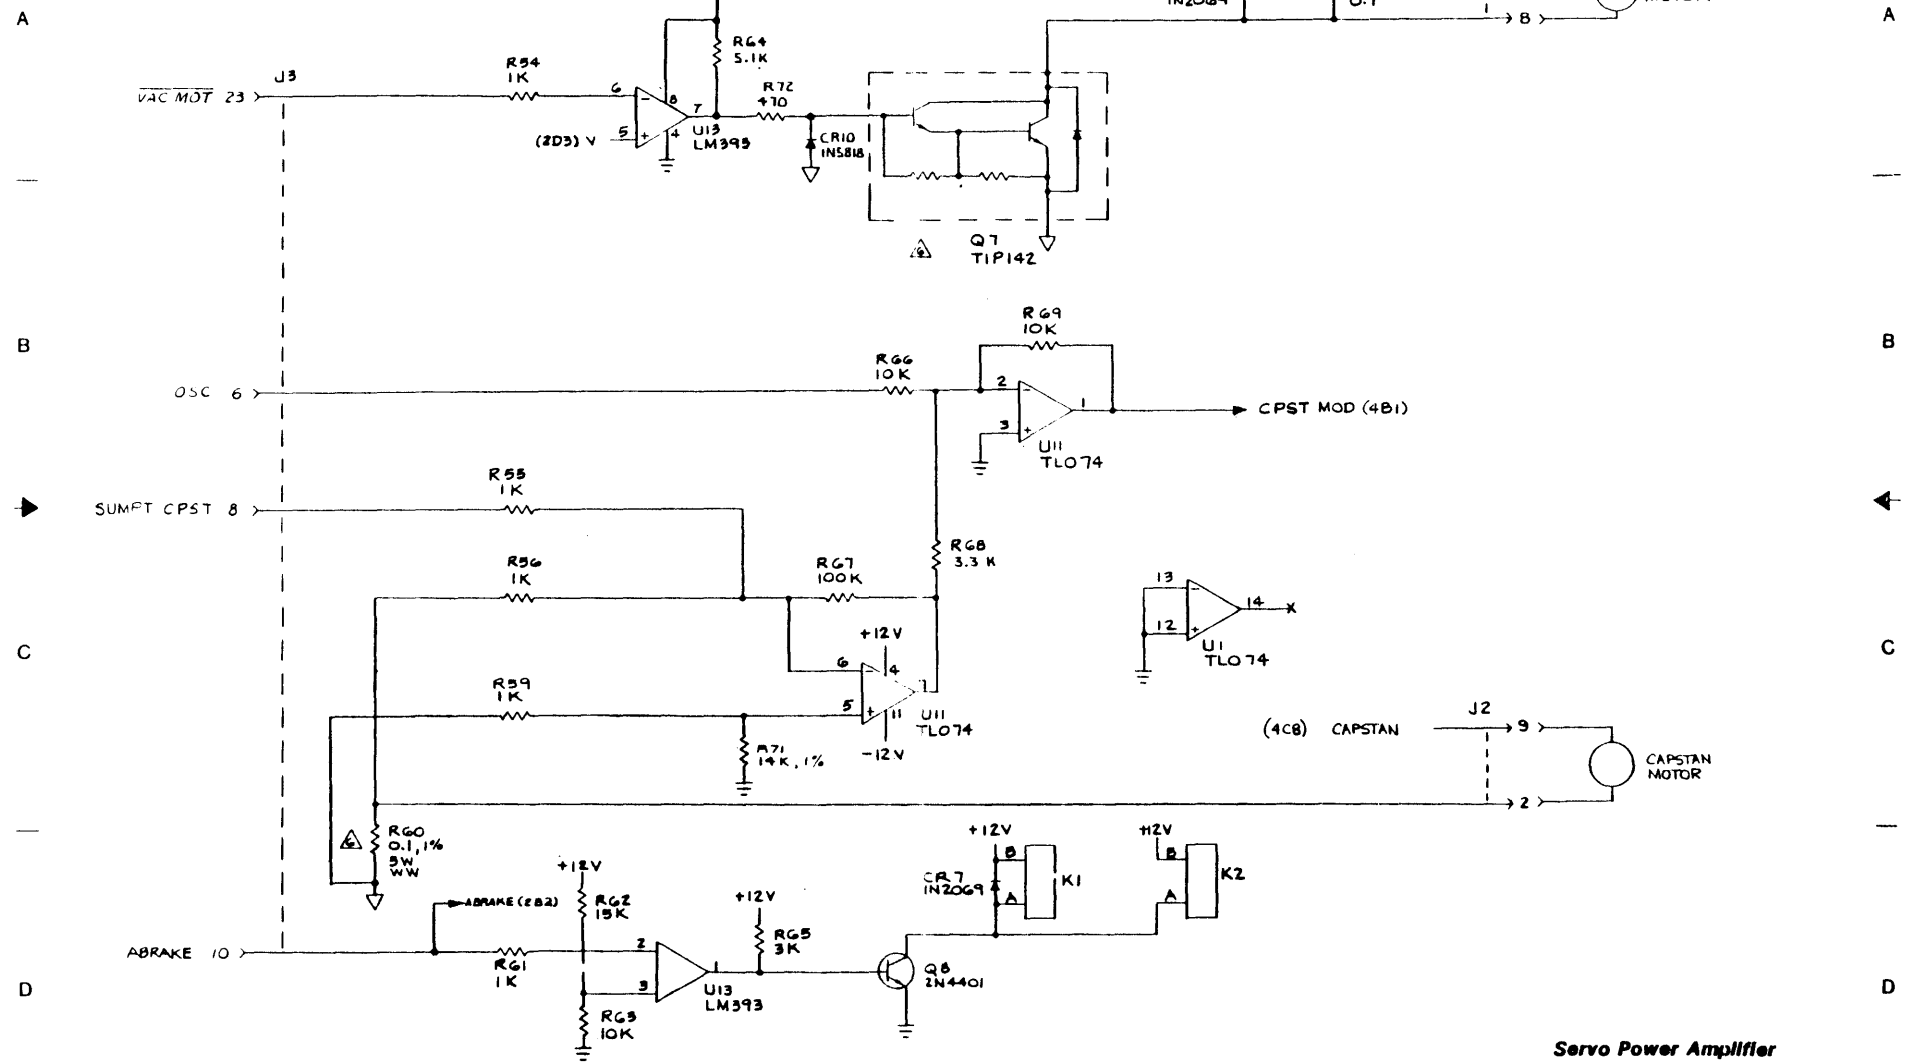 A
A
1N2069
0.1
8
R64
5.1K
J3
R54
1K
R72
470
VAC MOT 23
6
8
7
5
4
(2D3) V
U13
LM393
CR10
1N5818
6
Q7
TIP142
R69
10K
B
B
R66
10K
OSC 6
2
1
3
CPST MOD (4B1)
U11
TL074
R55
1K
SUMPT CPST 8
R68
3.3 K
R56
1K
R67
100K
13
14
12
+12V
C
C
U1
TL074
6
4
7
R59
1K
5
11
U11
TL074
J2
(4C8) CAPSTAN
9
-12V
R71
14K, 1%
CAPSTAN
MOTOR
2
6
R60
0.1, 1%
5W
WW
+12V
+12V
+12V
B
CR7
1N2069
K1
A
B
K2
A
ABRAKE (2B2)
R62
15K
+12V
R65
3K
ABRAKE 10
R61
1K
2
1
3
U13
LM393
Q8
2N4401
D
D
R63
10K
Servo Power Amplifier